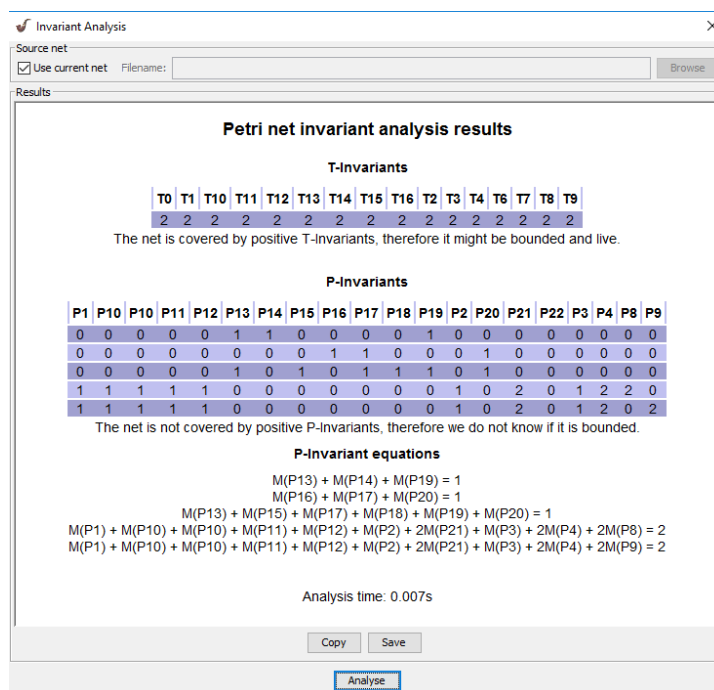 Invariant Analysis
Source net
Use current net Filename: Browse
Results
Petri net invariant analysis results
T-Invariants
T0 T1 T10 T11 T12 T13 T14 T15 T16 T2 T3 T4 T6 T7 T8 T9
2 2 2 2 2 2 2 2 2 2 2 2 2 2 2 2
The net is covered by positive T-Invariants, therefore it might be bounded and live.
P-Invariants
P1 P10 P10 P11 P12 P13 P14 P15 P16 P17 P18 P19 P2 P20 P21 P22 P3 P4 P8 P9
0 0 0 0 0 1 1 0 0 0 0 1 0 0 0 0 0 0 0 0
0 0 0 0 0 0 0 0 1 1 0 0 0 1 0 0 0 0 0 0
0 0 0 0 0 1 0 1 0 1 1 1 0 1 0 0 0 0 0 0
1 1 1 1 1 0 0 0 0 0 0 0 1 0 2 0 1 2 2 0
1 1 1 1 1 0 0 0 0 0 0 0 1 0 2 0 1 2 0 2
The net is not covered by positive P-Invariants, therefore we do not know if it is bounded.
P-Invariant equations
M(P13) + M(P14) + M(P19) = 1
M(P16) + M(P17) + M(P20) = 1
M(P13) + M(P15) + M(P17) + M(P18) + M(P19) + M(P20) = 1
M(P1) + M(P10) + M(P10) + M(P11) + M(P12) + M(P2) + 2M(P21) + M(P3) + 2M(P4) + 2M(P8) = 2
M(P1) + M(P10) + M(P10) + M(P11) + M(P12) + M(P2) + 2M(P21) + M(P3) + 2M(P4) + 2M(P9) = 2
Analysis time: 0.007s
Copy Save
Analyse